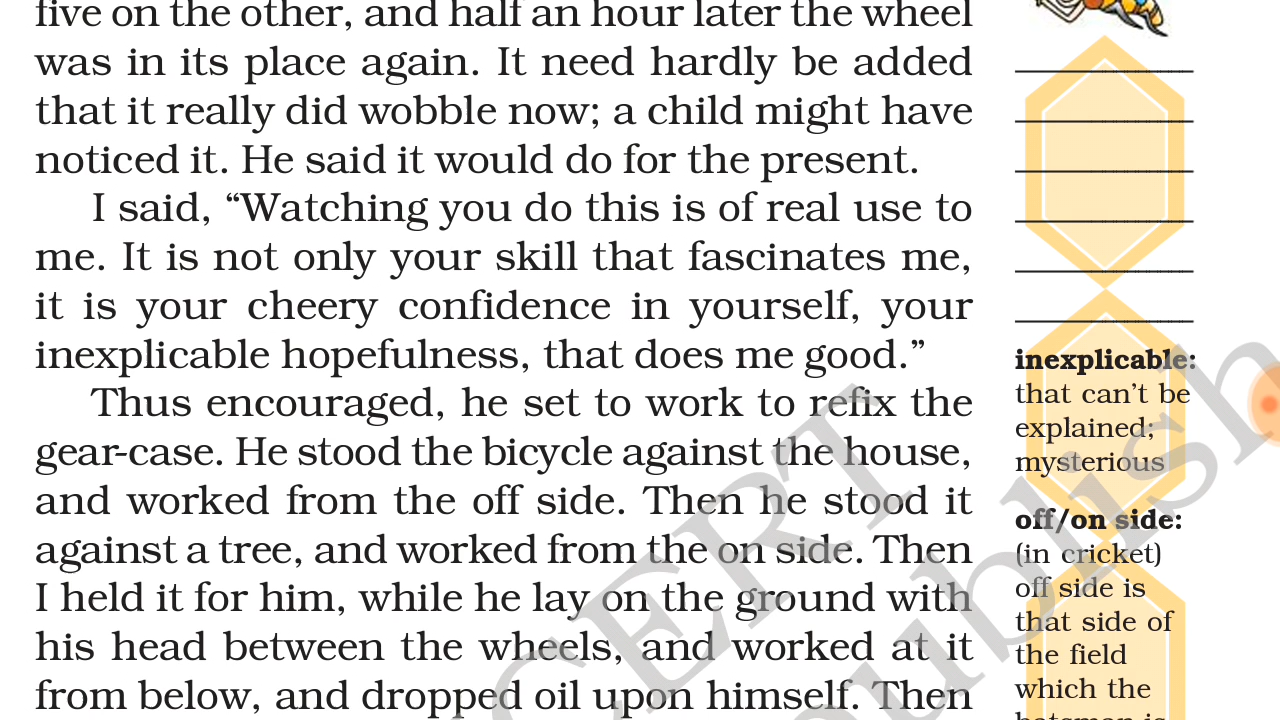 five on the other, and half an hour later the wheel
was in its place again. It need hardly be added
that it really did wobble now; a child might have
noticed it. He said it would do for the present.
I said, “Watching you do this is of real use to
me. It is not only your skill that fascinates me,
it is your cheery confidence in yourself, your
inexplicable hopefulness, that does me good.”
Thus encouraged, he set to work to refix the
gear-case. He stood the bicycle against the house,
and worked from the off side. Then he stood it
against a tree, and worked from the on side. Then
I held it for him, while he lay on the ground with
his head between the wheels, and worked at it
from below, and dropped oil upon himself. Then
inexplicable:
that can’t be
explained;
mysterious
off/on side:
(in cricket)
off side is
that side of
the field
which the
batsman is
CERT
publish